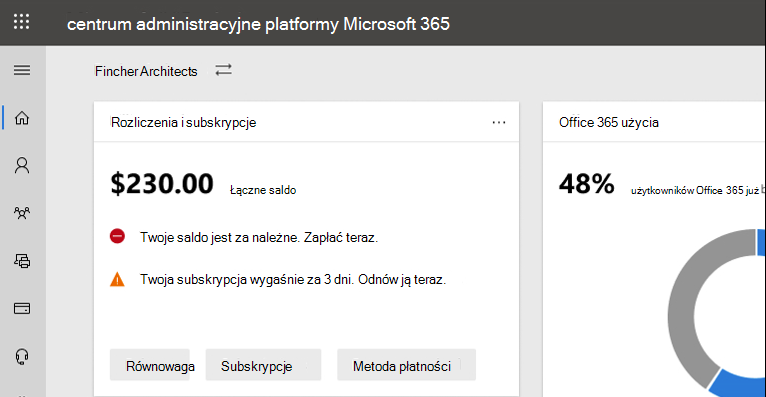 centrum administracyjne platformy Microsoft 365
Fincher Architects
Rozliczenia i subskrypcje
Office 365 użycia
$230.00 Łączne saldo
48% użytkowników Office 365 już
Twoje saldo jest za należne. Zapłać teraz.
Twoja subskrypcja wygaśnie za 3 dni. Odnów ją teraz.
Równowaga
Subskrypcje
Metoda płatności